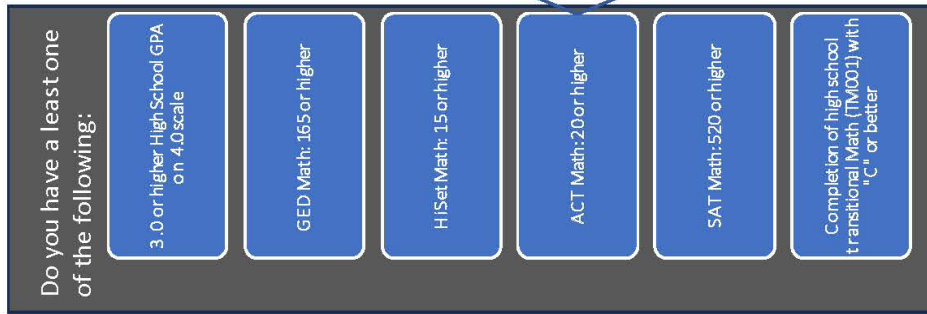 Do you have a least one
of the following:
3.0 or higher High School GPA
on 4.0 scale
GED Math: 165 or higher
HiSet Math: 15 or higher
ACT Math: 20 or higher
SAT Math: 520 or higher
Completion of high school
transitional Math (TM001) with
"C" or better